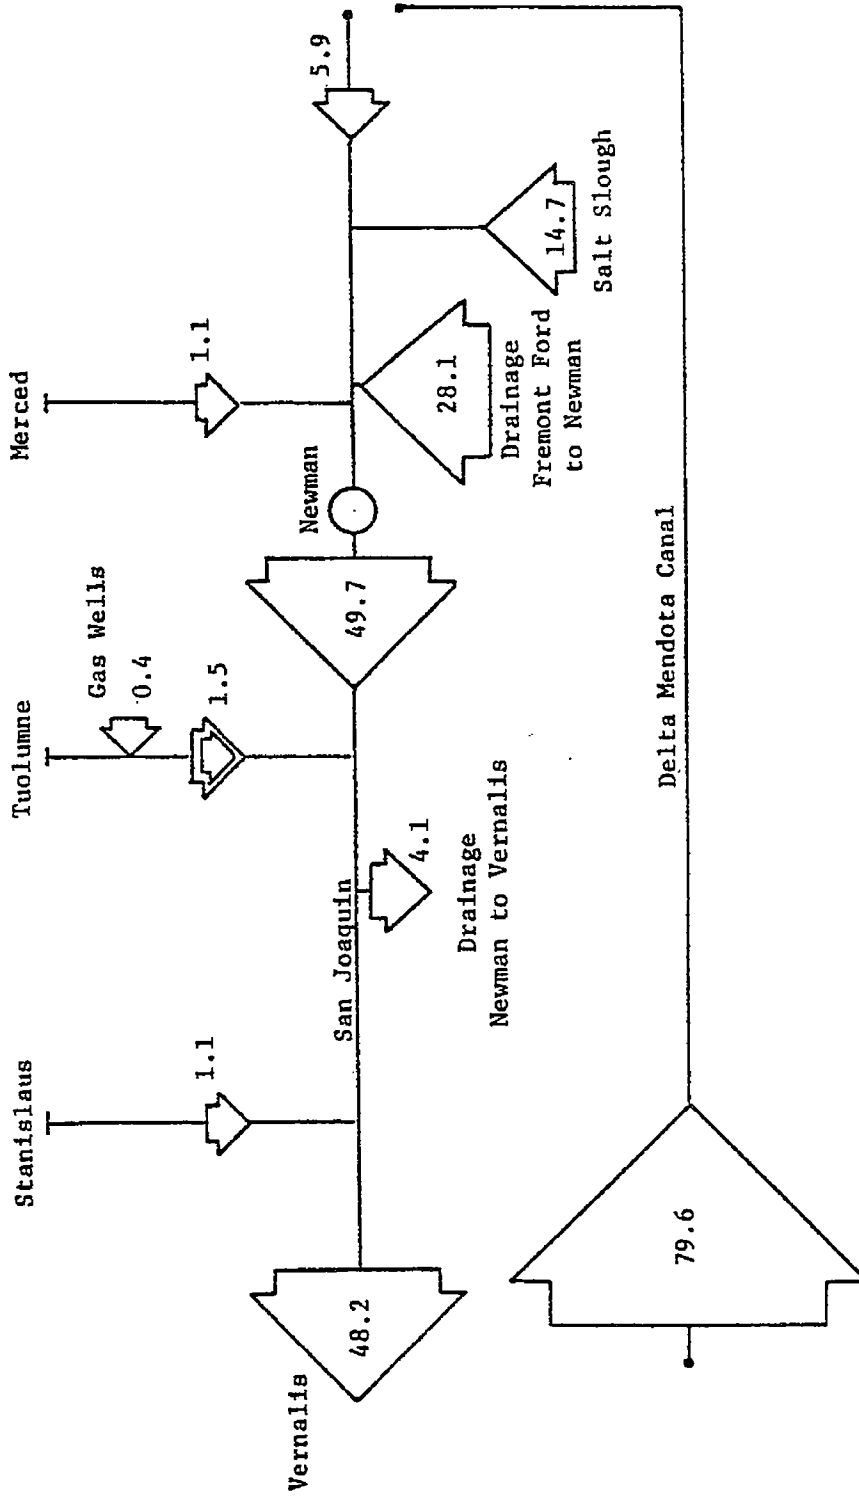 Stanislaus
1.1
Tuolumne
Gas Wells
0.4
1.5
Merced
1.1
Vernalis
48.2
San Joaquin
4.1
Drainage
Newman to Vernalis
49.7
Newman
28.1
Drainage
Fremont Ford
to Newman
5.9
14.7
Salt Slough
79.6
Delta Mendota Canal